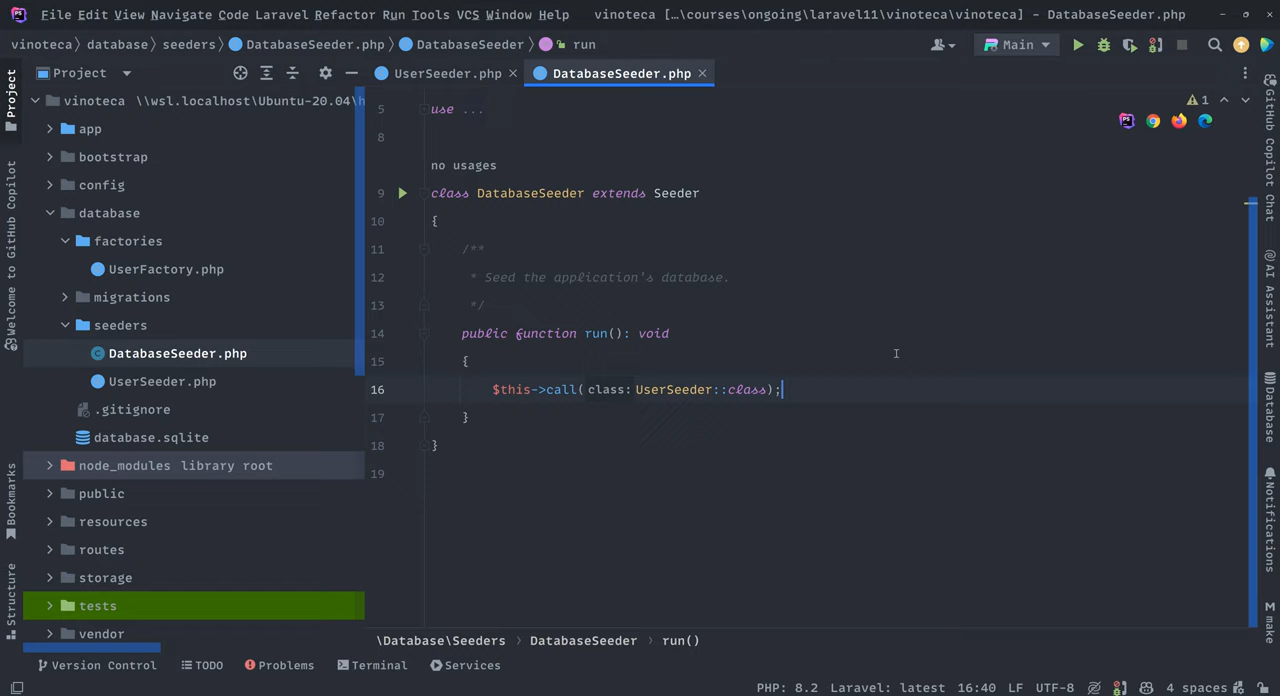 File Edit View Navigate Code Laravel Refactor Run Tools VCS Window Help vinoteca […\courses\ongoing\laravel11\vinoteca\vinoteca] - DatabaseSeeder.php
vinoteca database seeders DatabaseSeeder.php DatabaseSeeder run
Main
Project
UserSeeder.php
DatabaseSeeder.php
vinoteca \\wsl.localhost\Ubuntu-20.04\h
app
bootstrap
config
database
factories
UserFactory.php
migrations
seeders
DatabaseSeeder.php
UserSeeder.php
.gitignore
database.sqlite
node_modules library root
public
resources
routes
storage
tests
vendor
5 use ...
8
no usages
9 class DatabaseSeeder extends Seeder
10 {
11 /**
12 * Seed the application's database.
13 */
14 public function run(): void
15 {
16 $this->call( class: UserSeeder::class);
17 }
18 }
19
1
Project
Welcome to GitHub Copilot
Bookmarks
Structure
GitHub Copilot Chat
AI Assistant
Database
Notifications
M make
\Database\Seeders › DatabaseSeeder › run()
Version Control TODO Problems Terminal Services
PHP: 8.2 Laravel: latest 16:40 LF UTF-8 4 spaces